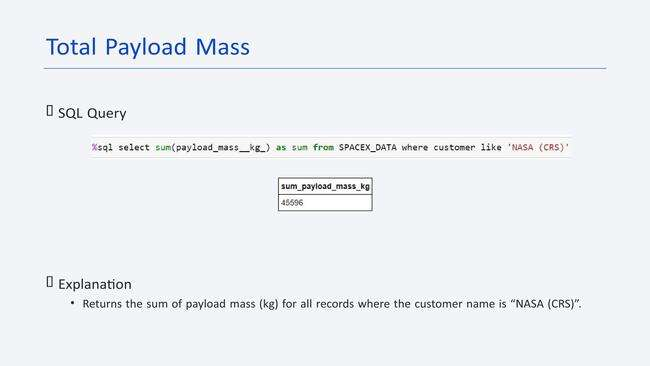 Total Payload Mass
SQL Query
%sql select sum(payload_mass__kg_) as sum from SPACEX_DATA where customer like 'NASA (CRS)'
sum_payload_mass_kg
45596
Explanation
• Returns the sum of payload mass (kg) for all records where the customer name is “NASA (CRS)”.